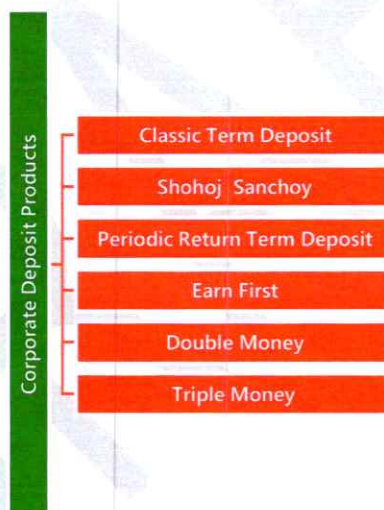 Corporate Deposit Products
Classic Term Deposit
Shohoj Sanchoy
Periodic Return Term Deposit
Earn First
Double Money
Triple Money